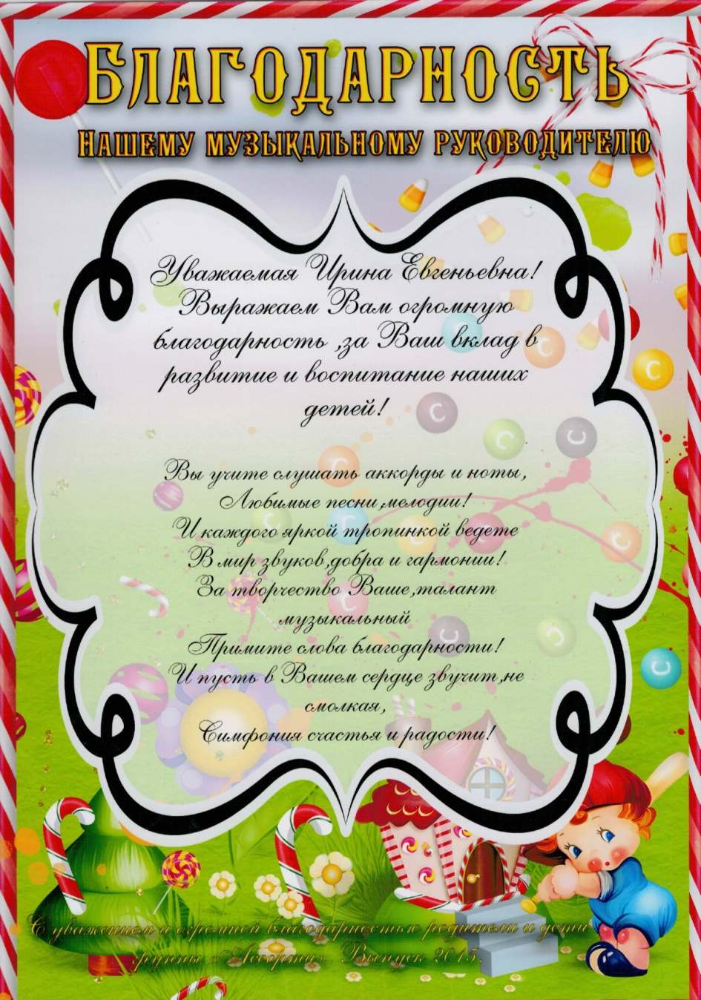 Благодарность
Нашему музыкальному руководителю
Уважаемая Ирина Евгеньевна!
Выражаем Вам огромную
благодарность ,за Ваш вклад в
развитие и воспитание наших
детей!
Вы учите слушать аккорды и ноты,
Любимые песни,мелодии!
И каждого яркой тропинкой ведете
В мир звуков,добра и гармонии!
За творчество Ваше,талант
музыкальный
Примите слова благодарности!
И пусть в Вашем сердце звучит,не
смолкая,
Симфония счастья и радости!
С уважением и огромной благодарностью родители и дети
группы «Ассорти». Выпуск 2015.